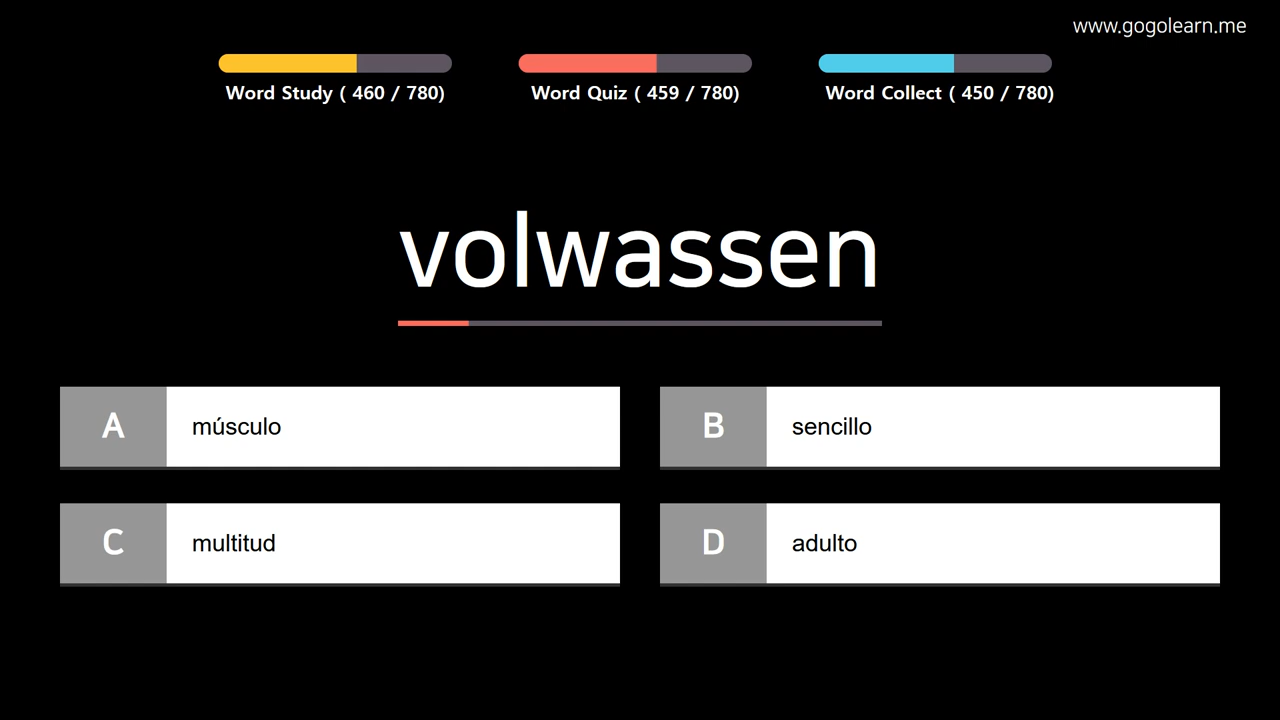 www.gogolearn.me
Word Study ( 460 / 780)
Word Quiz ( 459 / 780)
Word Collect ( 450 / 780)
volwassen
A músculo
B sencillo
C multitud
D adulto